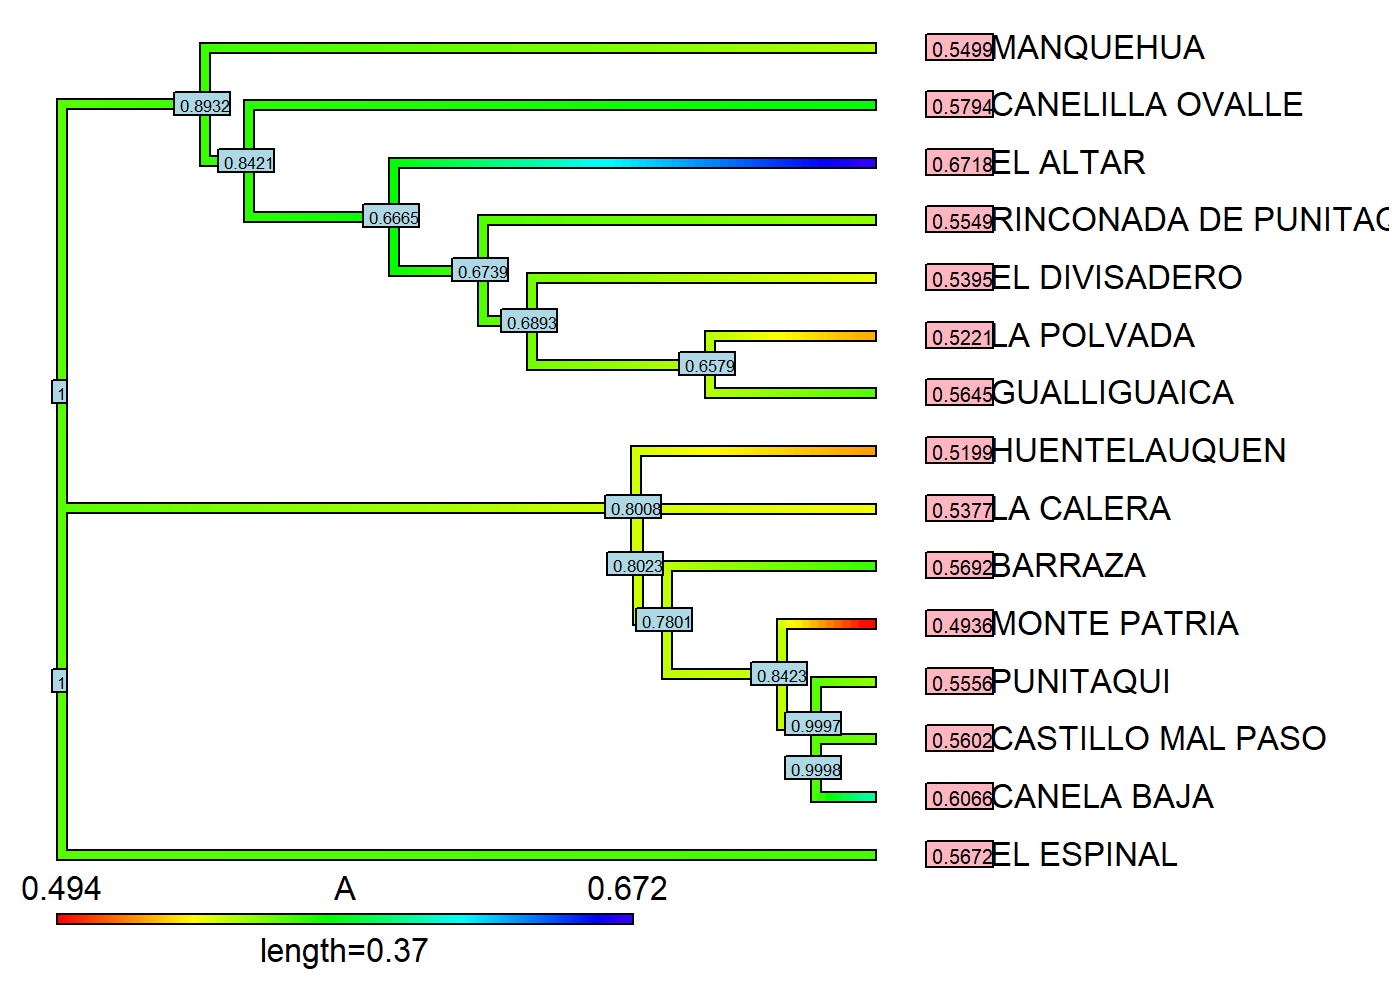 0.5499 MANQUEHUA
0.8932
0.5794 CANELILLA OVALLE
0.8421
0.6718 EL ALTAR
0.6665
0.5549 RINCONADA DE PUNITAQ
0.6739
0.5395 EL DIVISADERO
0.6893
0.5221 LA POLVADA
0.6579
1
0.5645 GUALLIGUAICA
0.5199 HUENTELAUQUEN
0.8008
0.5377 LA CALERA
0.8023
0.5692 BARRAZA
0.7801
0.4936 MONTE PATRIA
0.8423
1
0.5556 PUNITAQUI
0.9997
0.5602 CASTILLO MAL PASO
0.9998
0.6066 CANELA BAJA
0.5672 EL ESPINAL
0.494 A 0.672
length=0.37